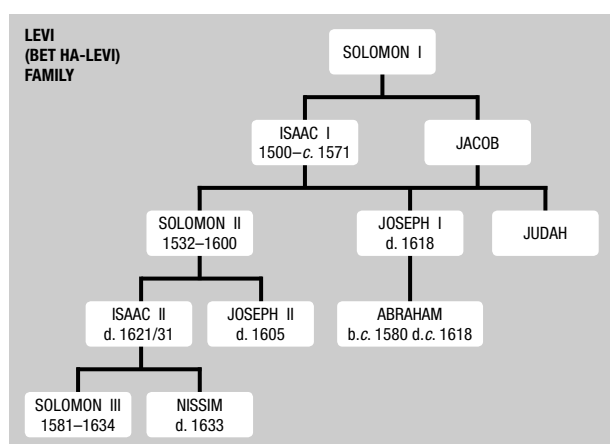 LEVI
(BET HA-LEVI)
FAMILY
SOLOMON I
ISAAC I
1500–c. 1571
JACOB
SOLOMON II
1532–1600
JOSEPH I
d. 1618
JUDAH
ISAAC II
d. 1621/31
JOSEPH II
d. 1605
ABRAHAM
b.c. 1580 d.c. 1618
SOLOMON III
1581–1634
NISSIM
d. 1633